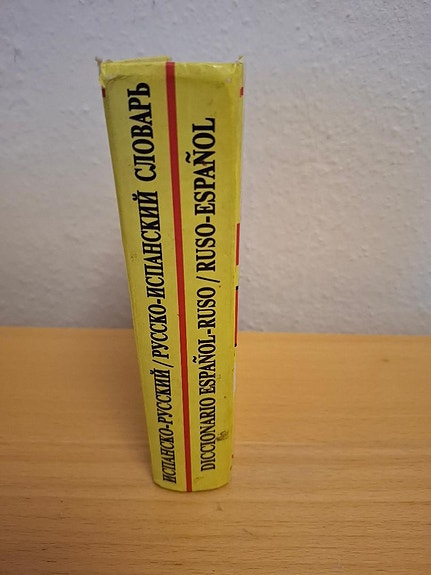 ИСПАНСКО-РУССКИЙ / РУССКО-ИСПАНСКИЙ СЛОВАРЬ
DICCIONARIO ESPAÑOL-RUSO / RUSO-ESPAÑOL